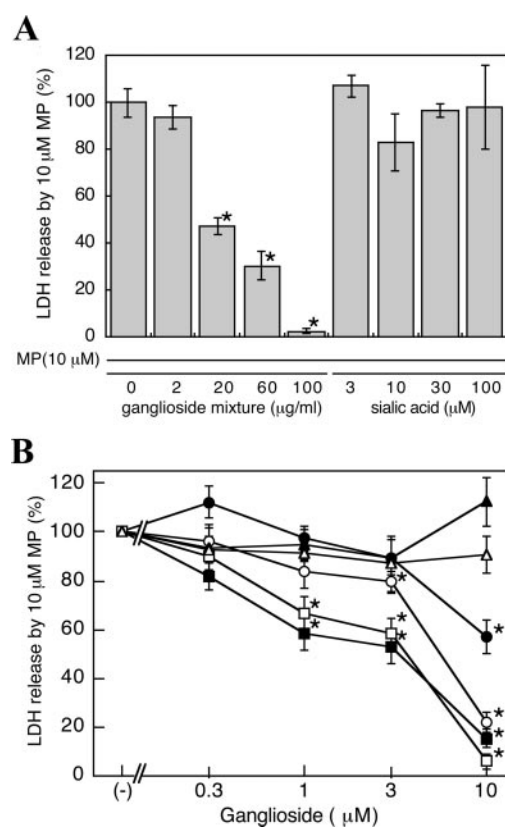 A
LDH release by 10 μM MP (%)
120
100
80
60
40
20
0
* * *
MP(10 μM)
0 2 20 60 100 3 10 30 100
ganglioside mixture (μg/ml) sialic acid (μM)
B
LDH release by 10 μM MP (%)
120
100
80
60
40
20
0
* * * * * * * * *
(-) 0.3 1 3 10
Ganglioside ( μM)